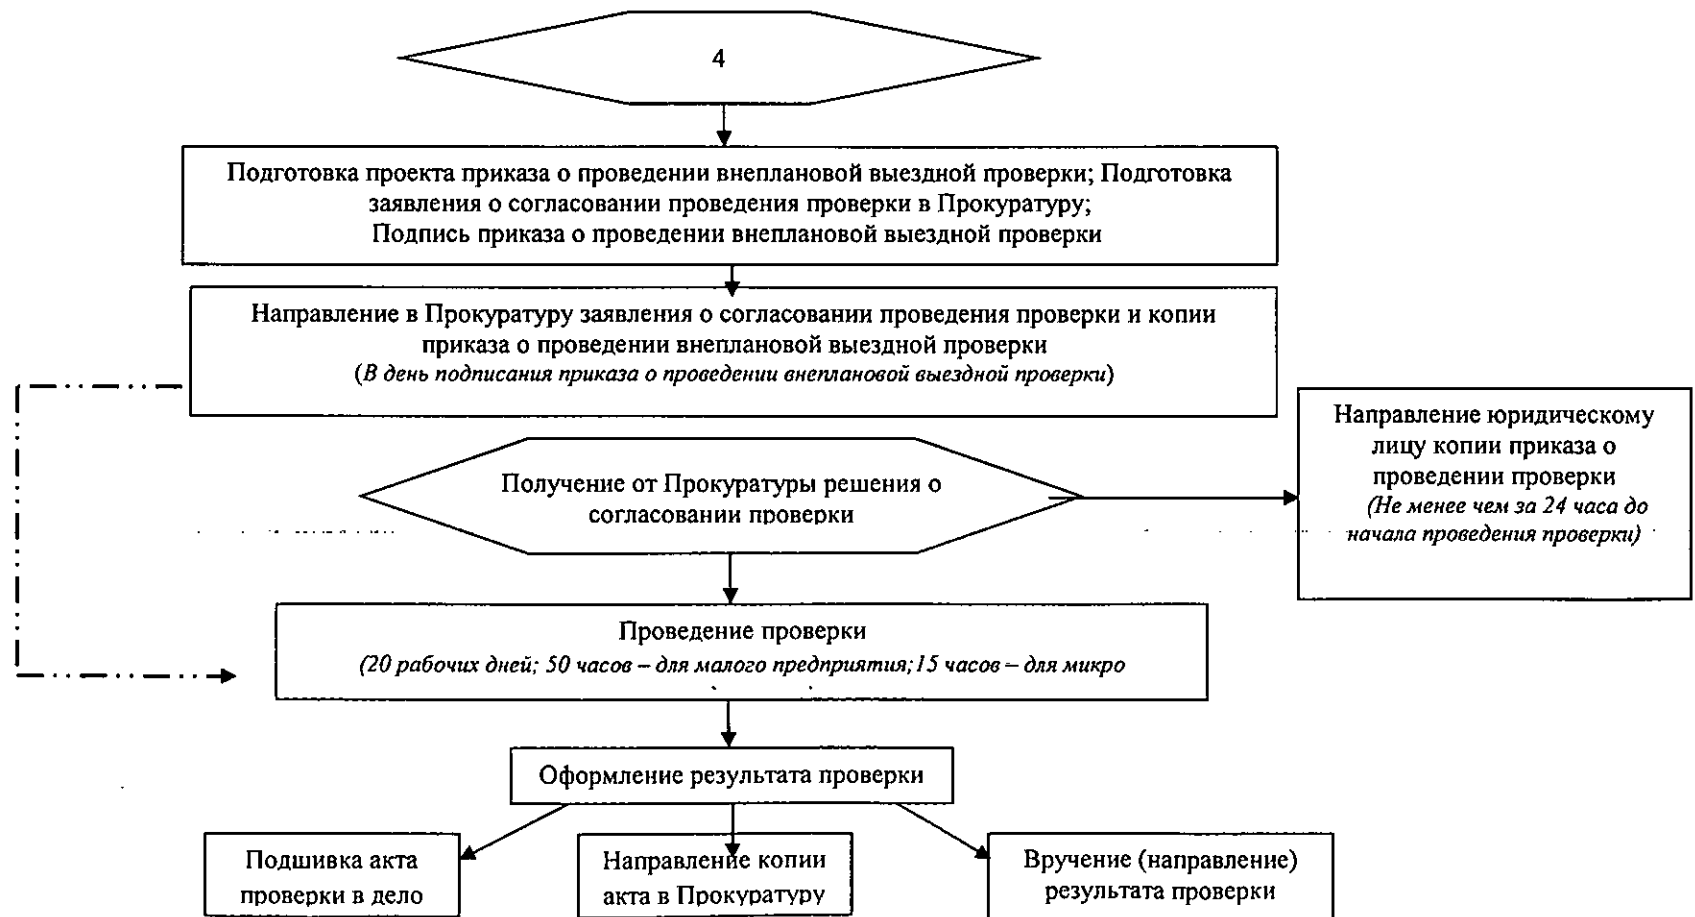 4
Подготовка проекта приказа о проведении внеплановой выездной проверки; Подготовка
заявления о согласовании проведения проверки в Прокуратуру;
Подпись приказа о проведении внеплановой выездной проверки
Направление в Прокуратуру заявления о согласовании проведения проверки и копии
приказа о проведении внеплановой выездной проверки
(В день подписания приказа о проведении внеплановой выездной проверки)
Направление юридическому
лицу копии приказа о
проведении проверки
(Не менее чем за 24 часа до
начала проведения проверки)
Получение от Прокуратуры решения о
согласовании проверки
Проведение проверки
(20 рабочих дней; 50 часов – для малого предприятия; 15 часов – для микро
Оформление результата проверки
Подшивка акта
проверки в дело
Направление копии
акта в Прокуратуру
Вручение (направление)
результата проверки